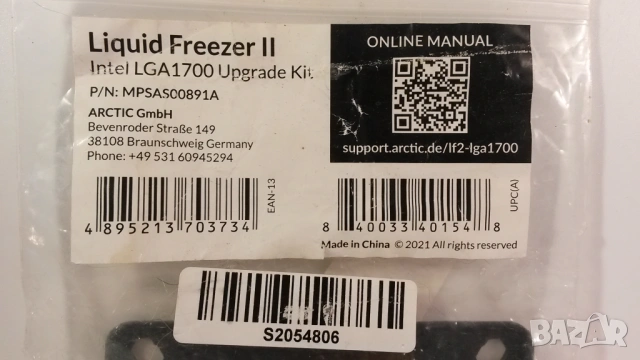 Liquid Freezer II
Intel LGA1700 Upgrade Kit
P/N: MPSAS00891A
ARCTIC GmbH
Bevenroder Straße 149
38108 Braunschweig Germany
Phone: +49 531 60945294
ONLINE MANUAL
support.arctic.de/lf2-lga1700
4 895213 703734
EAN-13
8 40033 40154 8
UPC(A)
Made in China © 2021 All rights reserved
S2054806
BAZAR